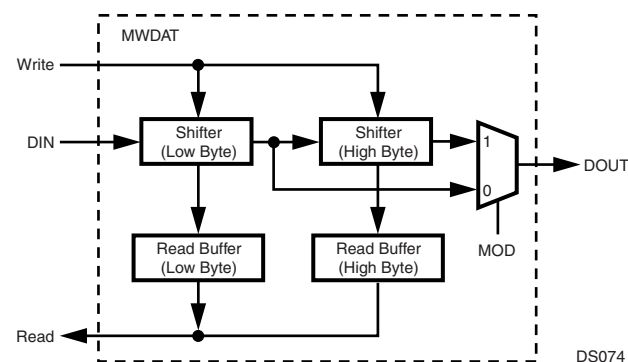 MWDAT
Write
Shifter
(Low Byte)
Shifter
(High Byte)
1
DIN
DOUT
0
Read Buffer
(Low Byte)
Read Buffer
(High Byte)
MOD
Read
DS074